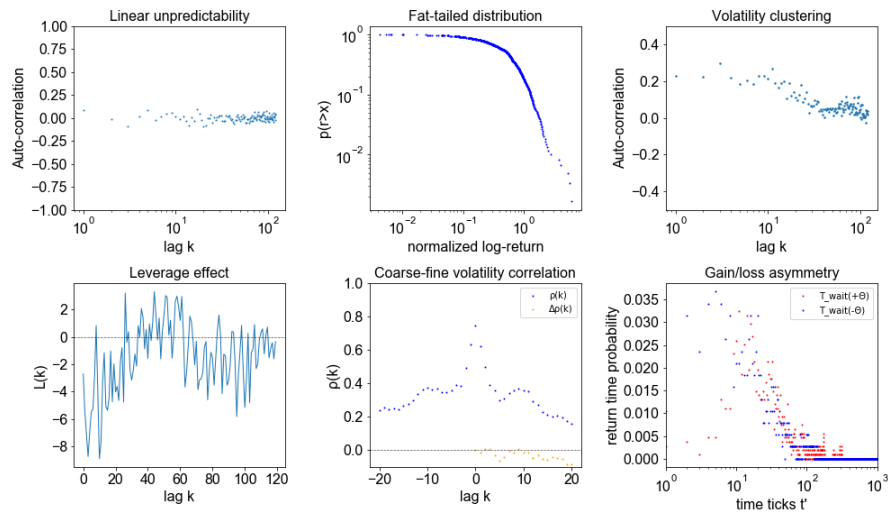 Linear unpredictability
Auto-correlation
1.00
0.75
0.50
0.25
0.00
−0.25
−0.50
−0.75
−1.00
10⁰
10¹
10²
lag k
Fat-tailed distribution
p(r>x)
10⁰
10⁻¹
10⁻²
10⁻²
10⁻¹
10⁰
normalized log-return
Volatility clustering
Auto-correlation
0.4
0.2
0.0
−0.2
−0.4
10⁰
10¹
10²
lag k
Leverage effect
L(k)
2
0
−2
−4
−6
−8
0
20
40
60
80
100
120
lag k
Coarse-fine volatility correlation
ρ(k)
1.0
0.8
0.6
0.4
0.2
0.0
ρ(k)
Δρ(k)
−20
−10
0
10
20
lag k
Gain/loss asymmetry
return time probability
0.035
0.030
0.025
0.020
0.015
0.010
0.005
0.000
T_wait(+Θ)
T_wait(-Θ)
10⁰
10¹
10²
10³
time ticks t'